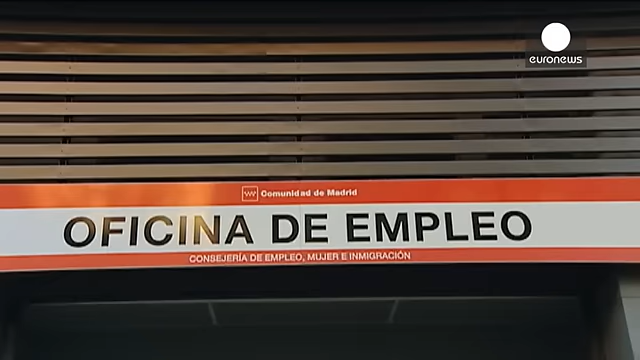 euronews
Comunidad de Madrid
OFICINA DE EMPLEO
CONSEJERÍA DE EMPLEO, MUJER E INMIGRACIÓN